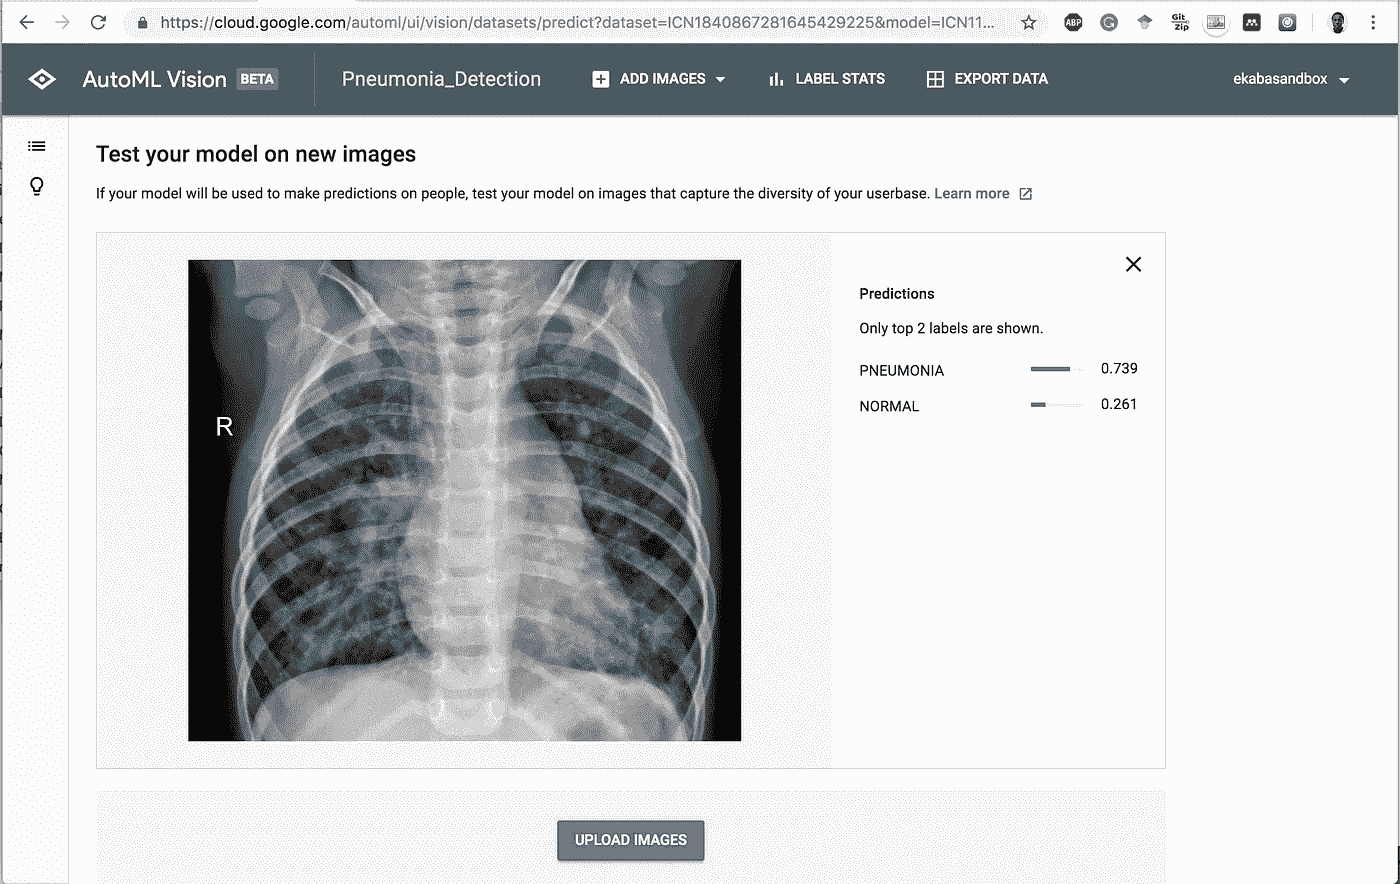 https://cloud.google.com/automl/ui/vision/datasets/predict?dataset=ICN1840867281645429225&model=ICN11...
ABP
Git Zip
AutoML Vision BETA Pneumonia_Detection ADD IMAGES LABEL STATS EXPORT DATA ekabasandbox
Test your model on new images
If your model will be used to make predictions on people, test your model on images that capture the diversity of your userbase. Learn more
R
Predictions
Only top 2 labels are shown.
PNEUMONIA 0.739
NORMAL 0.261
UPLOAD IMAGES